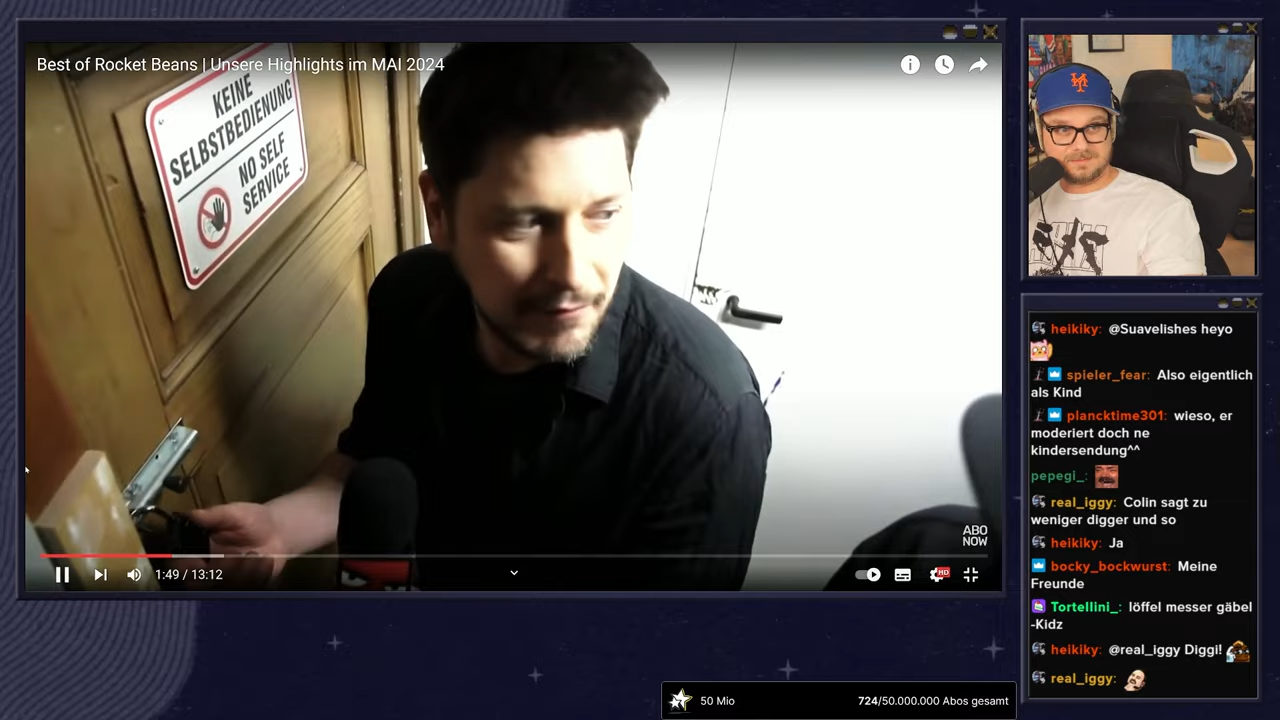 Best of Rocket Beans | Unsere Highlights im MAI 2024
KEINE
SELBSTBEDIENUNG
NO SELF
SERVICE
ABO
NOW
1:49 / 13:12
HD
heikiky: @Suavelishes heyo
spieler_fear: Also eigentlich
als Kind
plancktime301: wieso, er
moderiert doch ne
kindersendung^^
pepegi_:
real_iggy: Colin sagt zu
weniger digger und so
heikiky: Ja
bocky_bockwurst: Meine
Freunde
Tortellini_: löffel messer gäbel
-Kidz
heikiky: @real_iggy Diggi!
real_iggy:
50 Mio
724/50.000.000 Abos gesamt